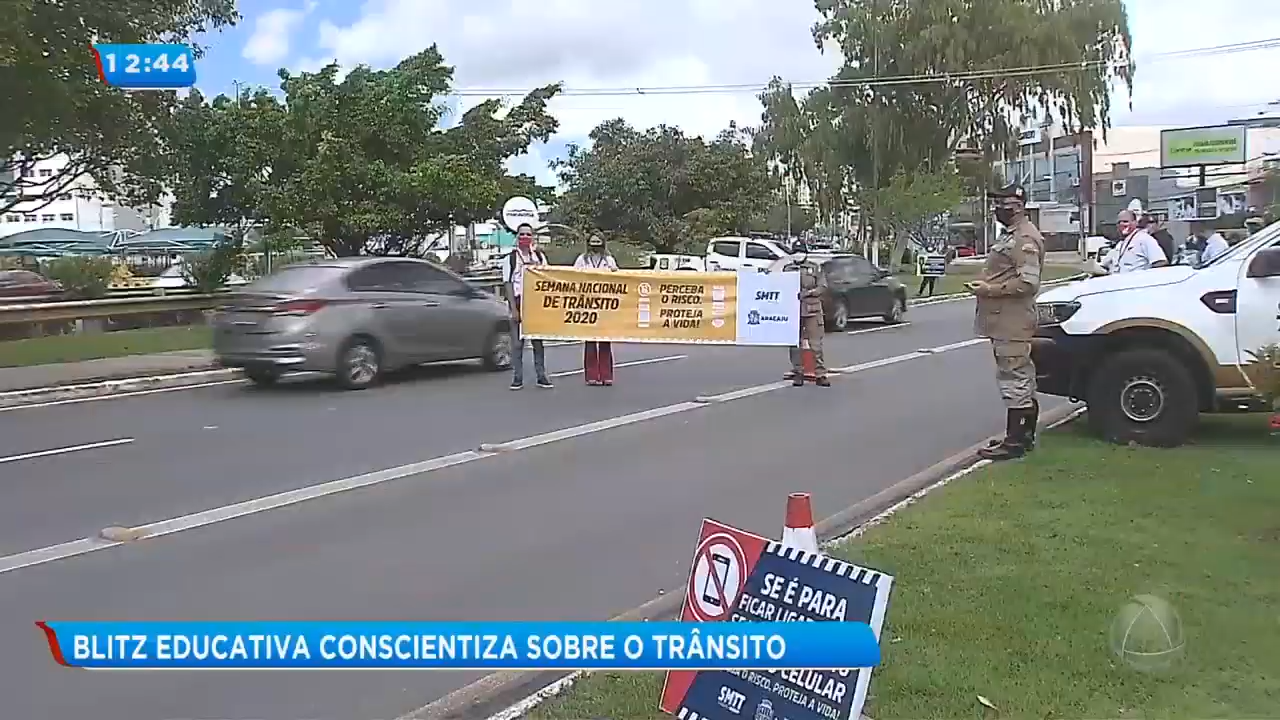 12:44
SEMANA NACIONAL
DE TRÂNSITO
2020
PERCEBA
O RISCO.
PROTEJA
A VIDA!
SMTT
ARACAJU
SE É PARA
FICAR
BLITZ EDUCATIVA CONSCIENTIZA SOBRE O TRÂNSITO
CELULAR
O RISCO, PROTEJA A VIDA!
SMTT